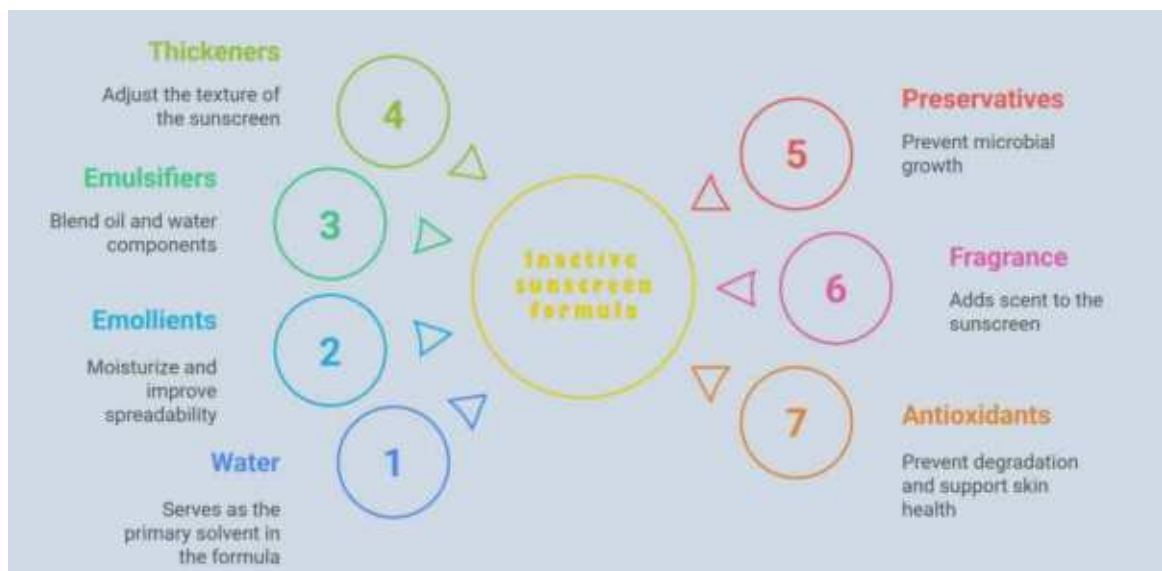 Thickeners
Adjust the texture of
the sunscreen
4
Emulsifiers
Blend oil and water
components
3
Emollients
Moisturize and
improve
spreadability
2
Water
Serves as the
primary solvent in
the formula
1
Inactive
sunscreen
formula
5
Preservatives
Prevent microbial
growth
6
Fragrance
Adds scent to the
sunscreen
7
Antioxidants
Prevent degradation
and support skin
health